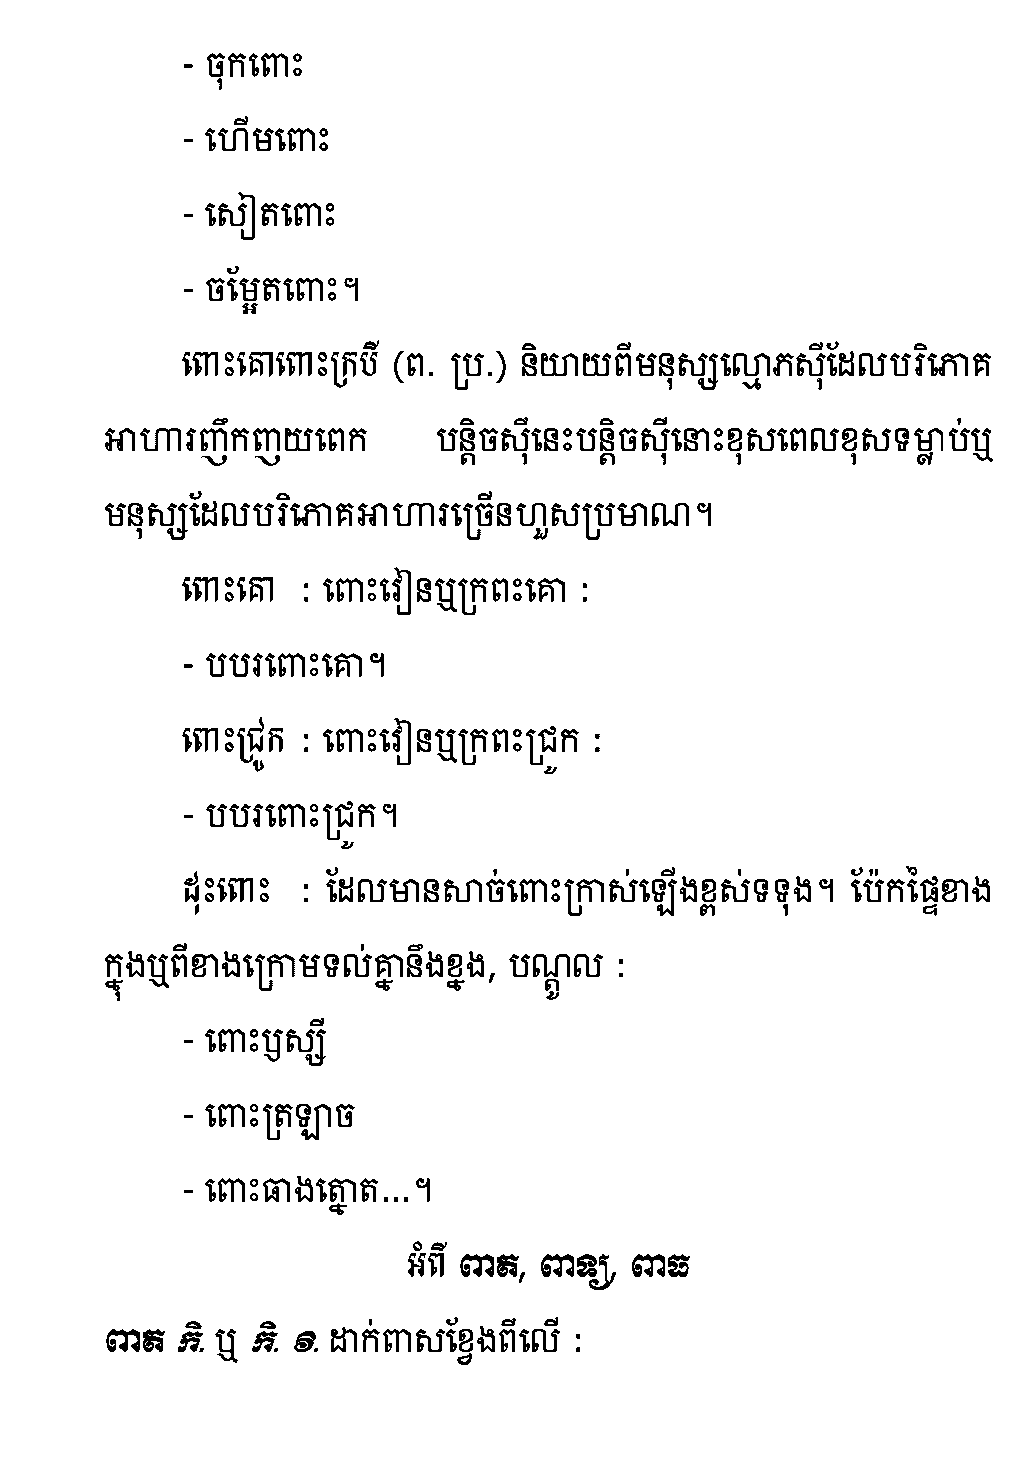 - ចុកពោះ
- ហើមពោះ
- សៀតពោះ
- ចម្អែតពោះ។
ពោះគោពោះក្របី (ព. ប្រ.) និយាយពីមនុស្សល្មោភស៊ីដែលបរិភោគ
អាហារញឹកញយពេក បន្តិចស៊ីនេះបន្តិចស៊ីនោះខុសពេលខុសទម្លាប់ឬ
មនុស្សដែលបរិភោគអាហារច្រើនហួសប្រមាណ។
ពោះគោ : ពោះវៀនឬក្រពះគោ :
- បបរពោះគោ។
ពោះជ្រូក : ពោះវៀនឬក្រពះជ្រូក :
- បបរពោះជ្រូក។
ដុះពោះ : ដែលមានសាច់ពោះក្រាស់ឡើងខ្ពស់ទទុង។ ប៉ែកផ្ទៃខាង
ក្នុងឬពីខាងក្រោមទល់គ្នានឹងខ្នង, បណ្តូល :
- ពោះឫស្សី
- ពោះត្រឡាច
- ពោះធាងត្នោត...។
អំពី ពាត, ពាទ្យ, ពាធ
ពាត កិ. ឬ កិ. ១. ដាក់ពាសខ្វែងពីលើ :